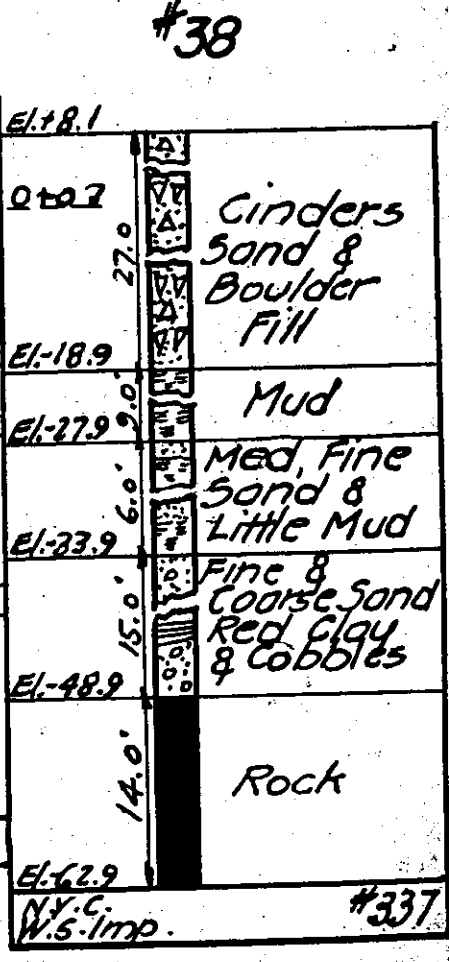 #38
El.+8.1
0 to 7
27.0
Cinders
Sand &
Boulder
Fill
El.-18.9
9.0'
Mud
El.-27.9
6.0'
Med, Fine
Sand &
Little Mud
El.-33.9
15.0'
Fine &
Coarse Sand
Red Clay
& Cobbles
El.-48.9
14.0'
Rock
El.-62.9
N.Y.C.
W.S.Imp.
#337